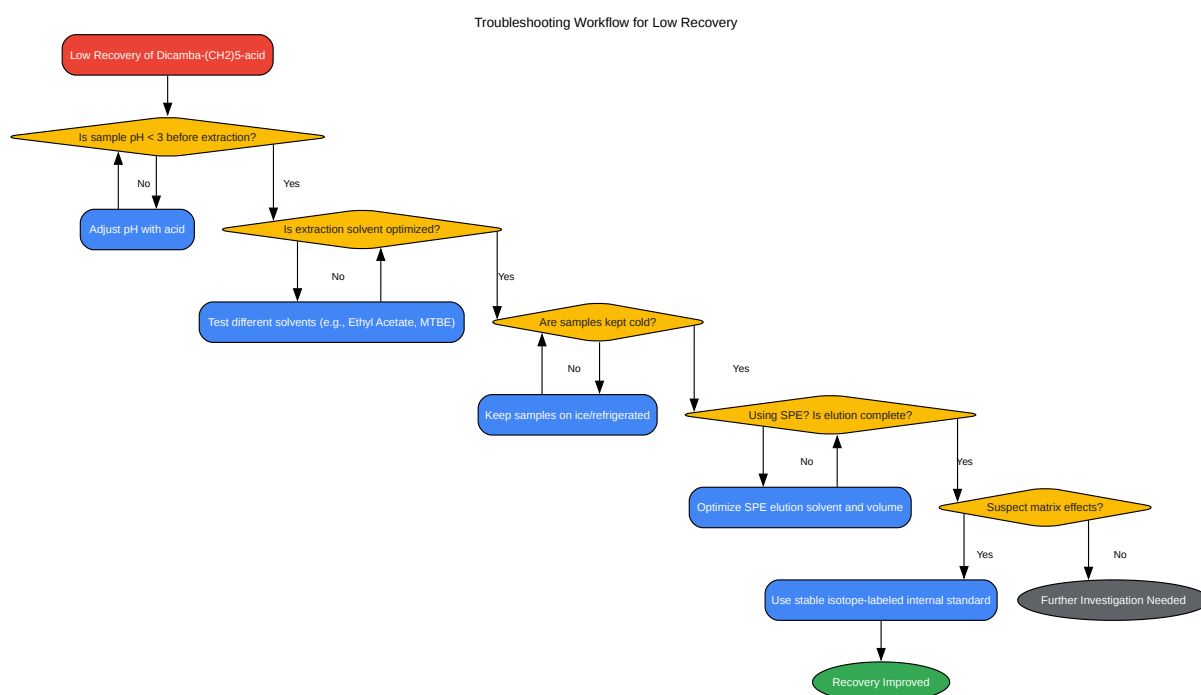 Troubleshooting Workflow for Low Recovery
Low Recovery of Dicamba-(CH2)5-acid
Is sample pH < 3 before extraction?
No
Yes
Adjust pH with acid
Is extraction solvent optimized?
No
Yes
Test different solvents (e.g., Ethyl Acetate, MTBE)
Are samples kept cold?
No
Yes
Keep samples on ice/refrigerated
Using SPE? Is elution complete?
No
Yes
Optimize SPE elution solvent and volume
Suspect matrix effects?
Yes
No
Use stable isotope-labeled internal standard
Further Investigation Needed
Recovery Improved